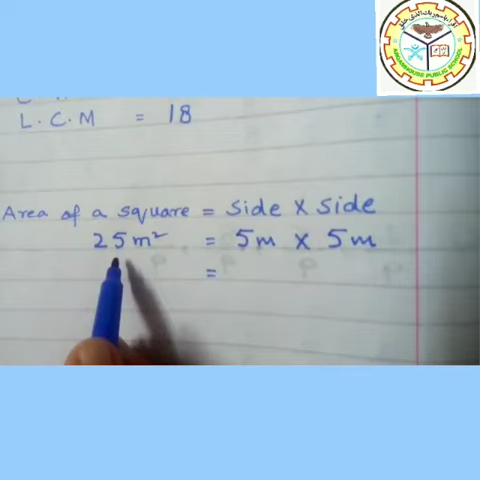 L.C.M = 18
Area of a square = side × side
25m² = 5m × 5m
=